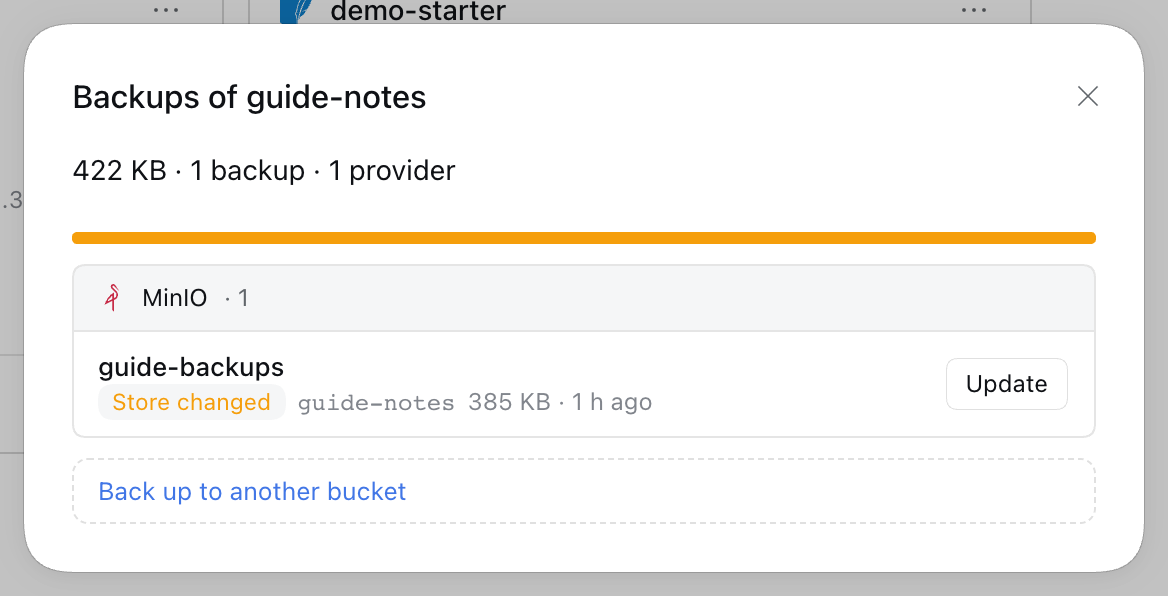 ... demo-starter ...
Backups of guide-notes
422 KB · 1 backup · 1 provider
.3
MinIO · 1
guide-backups
Store changed guide-notes 385 KB · 1 h ago
Update
Back up to another bucket